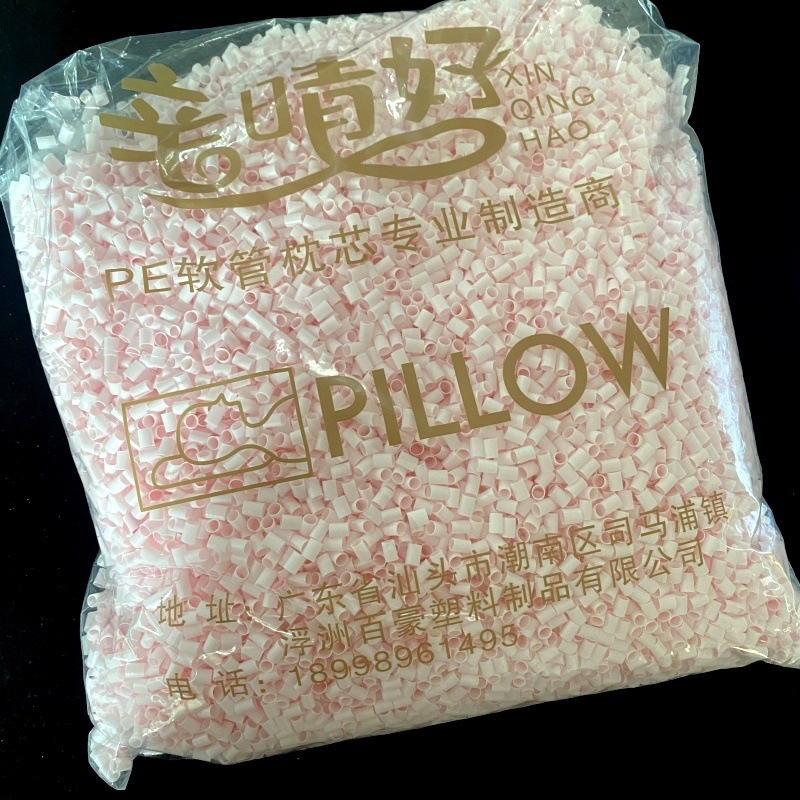 晴好
XIN
QING
HAO
PE软管枕芯专业制造商
PILLOW
地 址：广东省汕头市潮南区司马浦镇
浮洲百豪塑料制品有限公司
电 话：18998961495